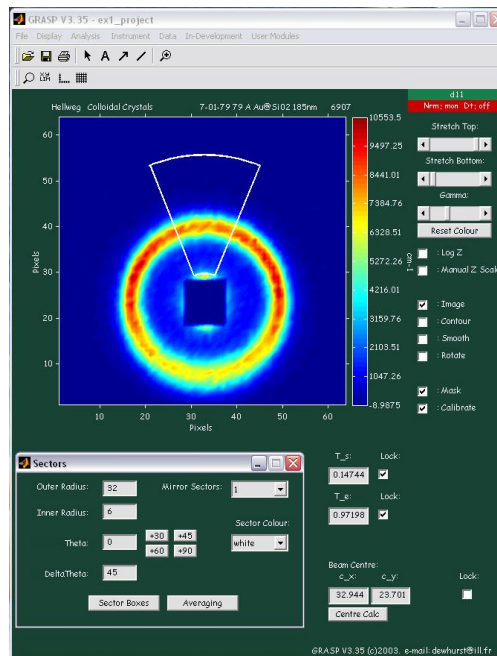 GRASP V3.35 - ex1_project
File Display Analysis Instrument Data In-Development User Modules
A
d11
Nrm: mon Dt: off
Hellweg Colloidal Crystals 7-01-79 79 A Au@Si02 185nm 6907
Stretch Top:
Stretch Bottom:
Gamma:
Reset Colour
: Log Z
: Manual Z Scale
: Image
: Contour
: Smooth
: Rotate
: Mask
: Calibrate
60
50
40
30
20
10
Pixels
10 20 30 40 50 60
Pixels
10553.5
9497.25
8441.01
7384.76
6328.51
5272.26
4216.01
3159.76
2103.51
1047.26
-8.9875
cm-1
Sectors
Outer Radius: 32 Mirror Sectors: 1
Inner Radius: 6
Sector Colour:
Theta: 0 +30 +45 white
+60 +90
DeltaTheta: 45
Sector Boxes Averaging
T_s: Lock:
0.14744
T_e: Lock:
0.97198
Beam Centre:
c_x: c_y: Lock:
32.944 23.701
Centre Calc
GRASP V3.35 (c)2003. e-mail: dewhurst@ill.fr